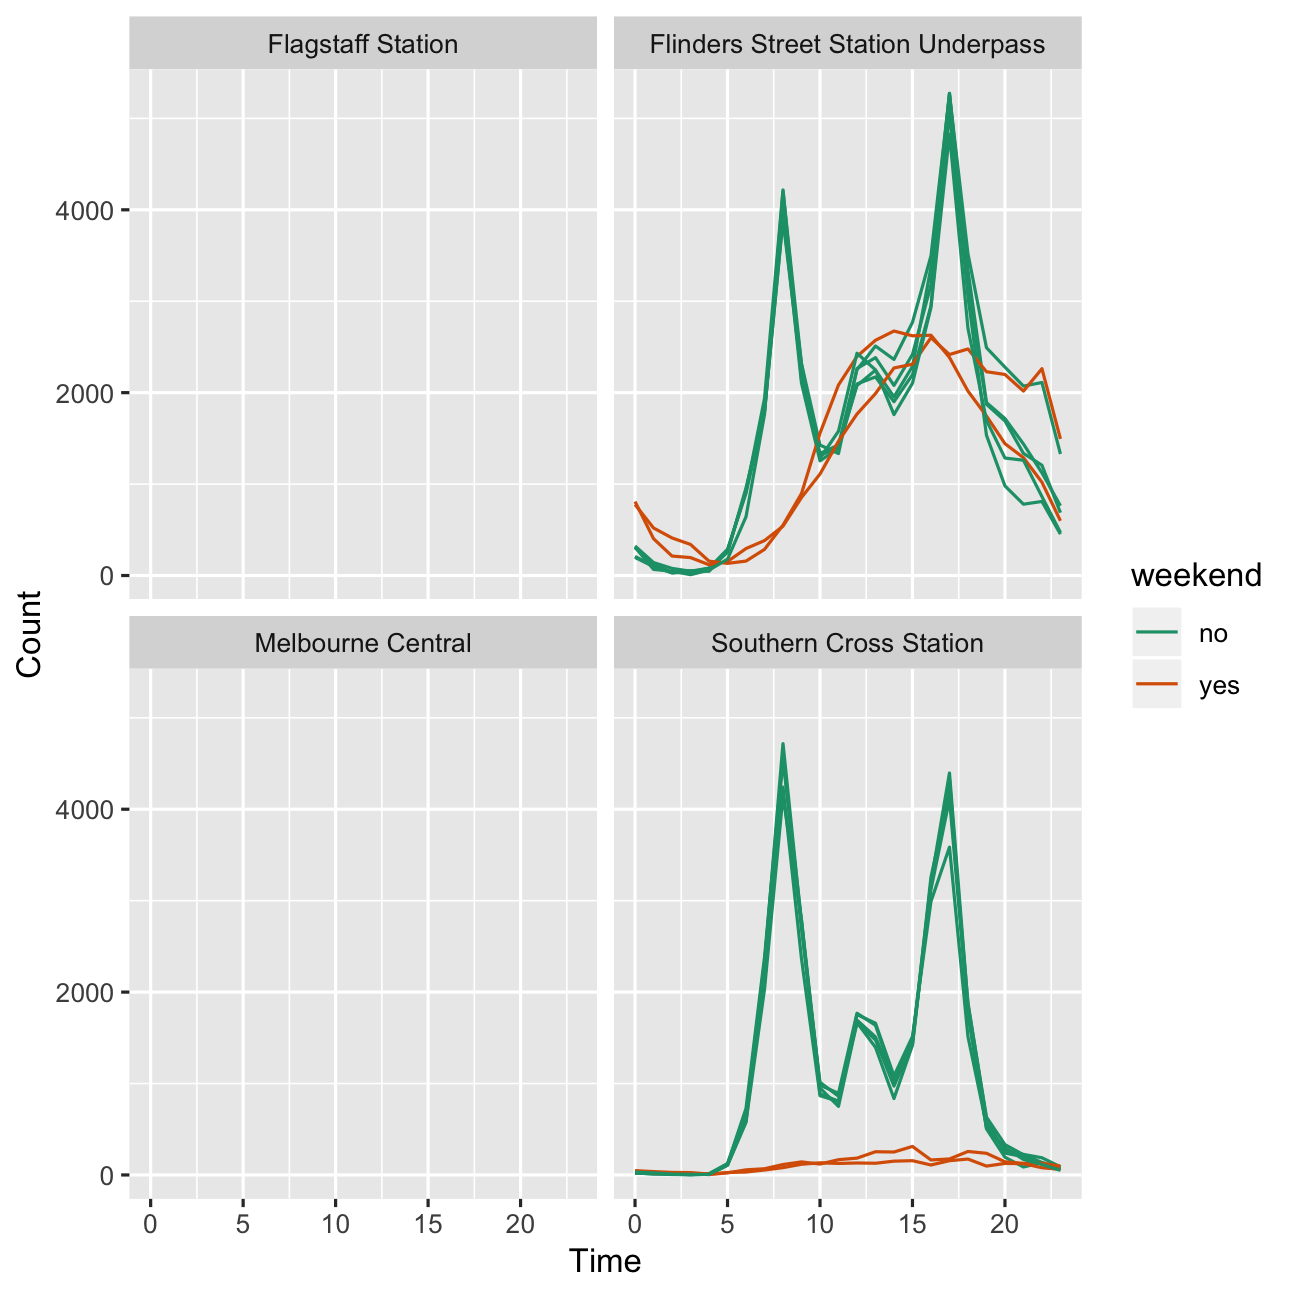 Flagstaff Station
Flinders Street Station Underpass
4000
2000
0
Melbourne Central
Southern Cross Station
4000
2000
0
0 5 10 15 20
0 5 10 15 20
Time
Count
weekend
no
yes